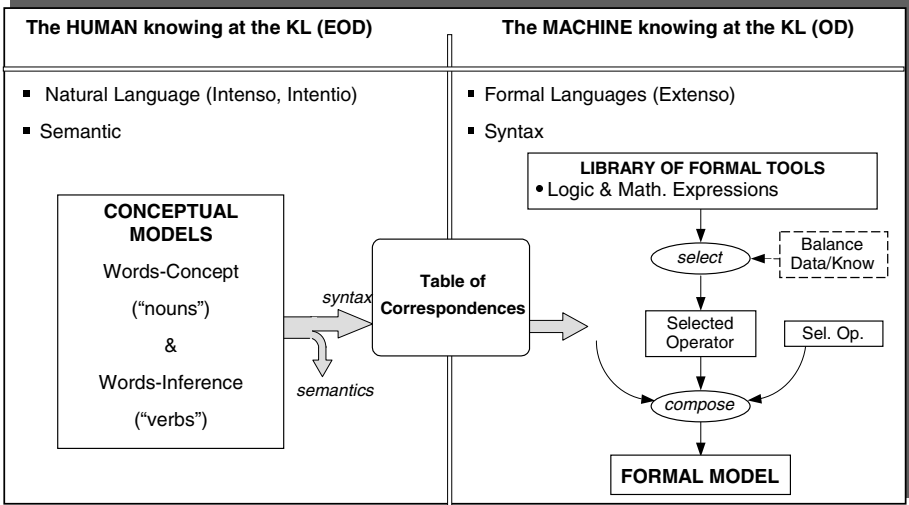 The HUMAN knowing at the KL (EOD)
The MACHINE knowing at the KL (OD)
▪ Natural Language (Intenso, Intentio)
▪ Semantic
▪ Formal Languages (Extenso)
▪ Syntax
CONCEPTUAL
MODELS
Words-Concept
(“nouns”)
&
Words-Inference
(“verbs”)
syntax
semantics
Table of
Correspondences
LIBRARY OF FORMAL TOOLS
• Logic & Math. Expressions
select
Balance
Data/Know
Selected
Operator
Sel. Op.
compose
FORMAL MODEL